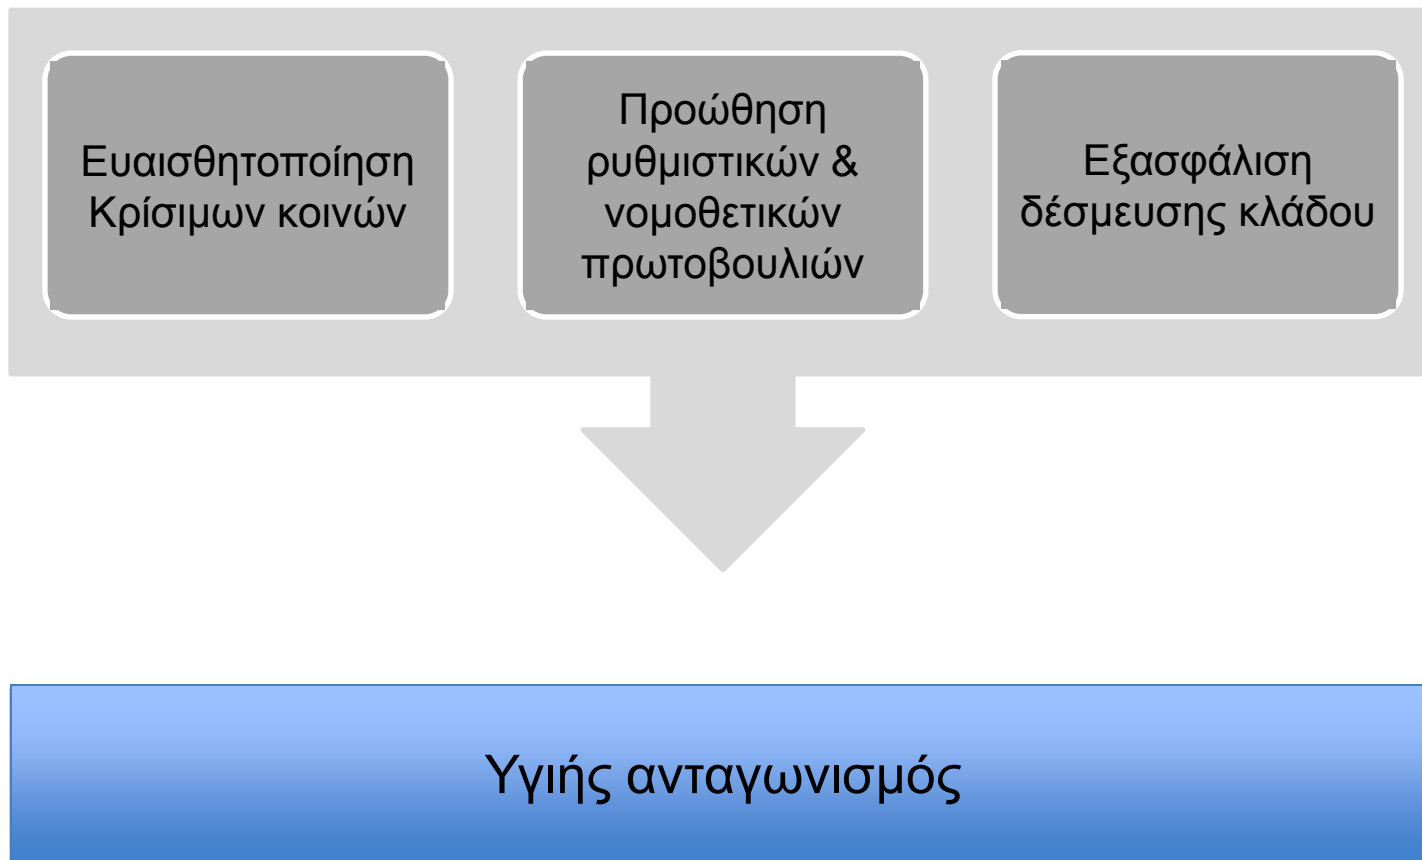 Ευαισθητοποίηση
Κρίσιμων κοινών
Προώθηση
ρυθμιστικών &
νομοθετικών
πρωτοβουλιών
Εξασφάλιση
δέσμευσης κλάδου
Υγιής ανταγωνισμός